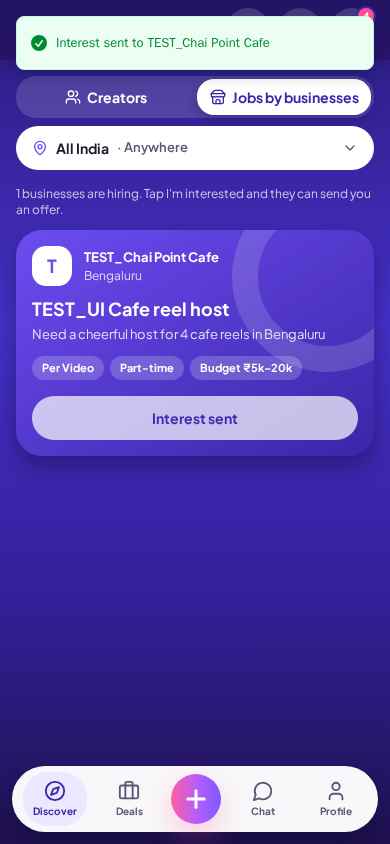 Interest sent to TEST_Chai Point Cafe
Creators
Jobs by businesses
All India · Anywhere
1 businesses are hiring. Tap I'm interested and they can send you
an offer.
T
TEST_Chai Point Cafe
Bengaluru
TEST_UI Cafe reel host
Need a cheerful host for 4 cafe reels in Bengaluru
Per Video
Part-time
Budget ₹5k–20k
Interest sent
Discover
Deals
Chat
Profile